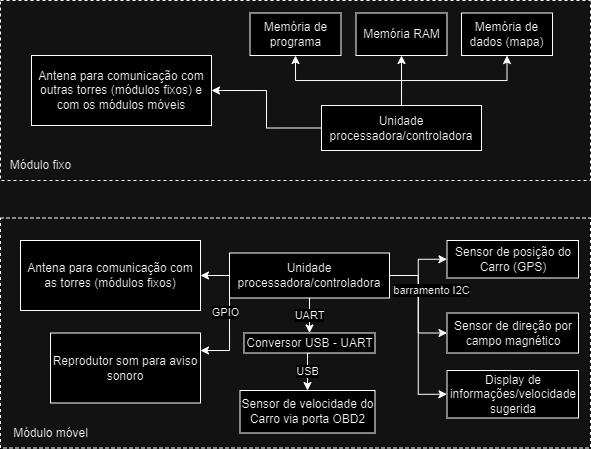 Memória de
programa
Memória RAM
Memória de
dados (mapa)
Antena para comunicação com
outras torres (módulos fixos) e
com os módulos móveis
Unidade
processadora/controladora
Módulo fixo
Antena para comunicação com
as torres (módulos fixos)
Unidade
processadora/controladora
Sensor de posição do
Carro (GPS)
barramento I2C
GPIO
UART
Conversor USB - UART
Sensor de direção por
campo magnético
Reprodutor som para aviso
sonoro
USB
Sensor de velocidade do
Carro via porta OBD2
Display de
informações/velocidade
sugerida
Módulo móvel